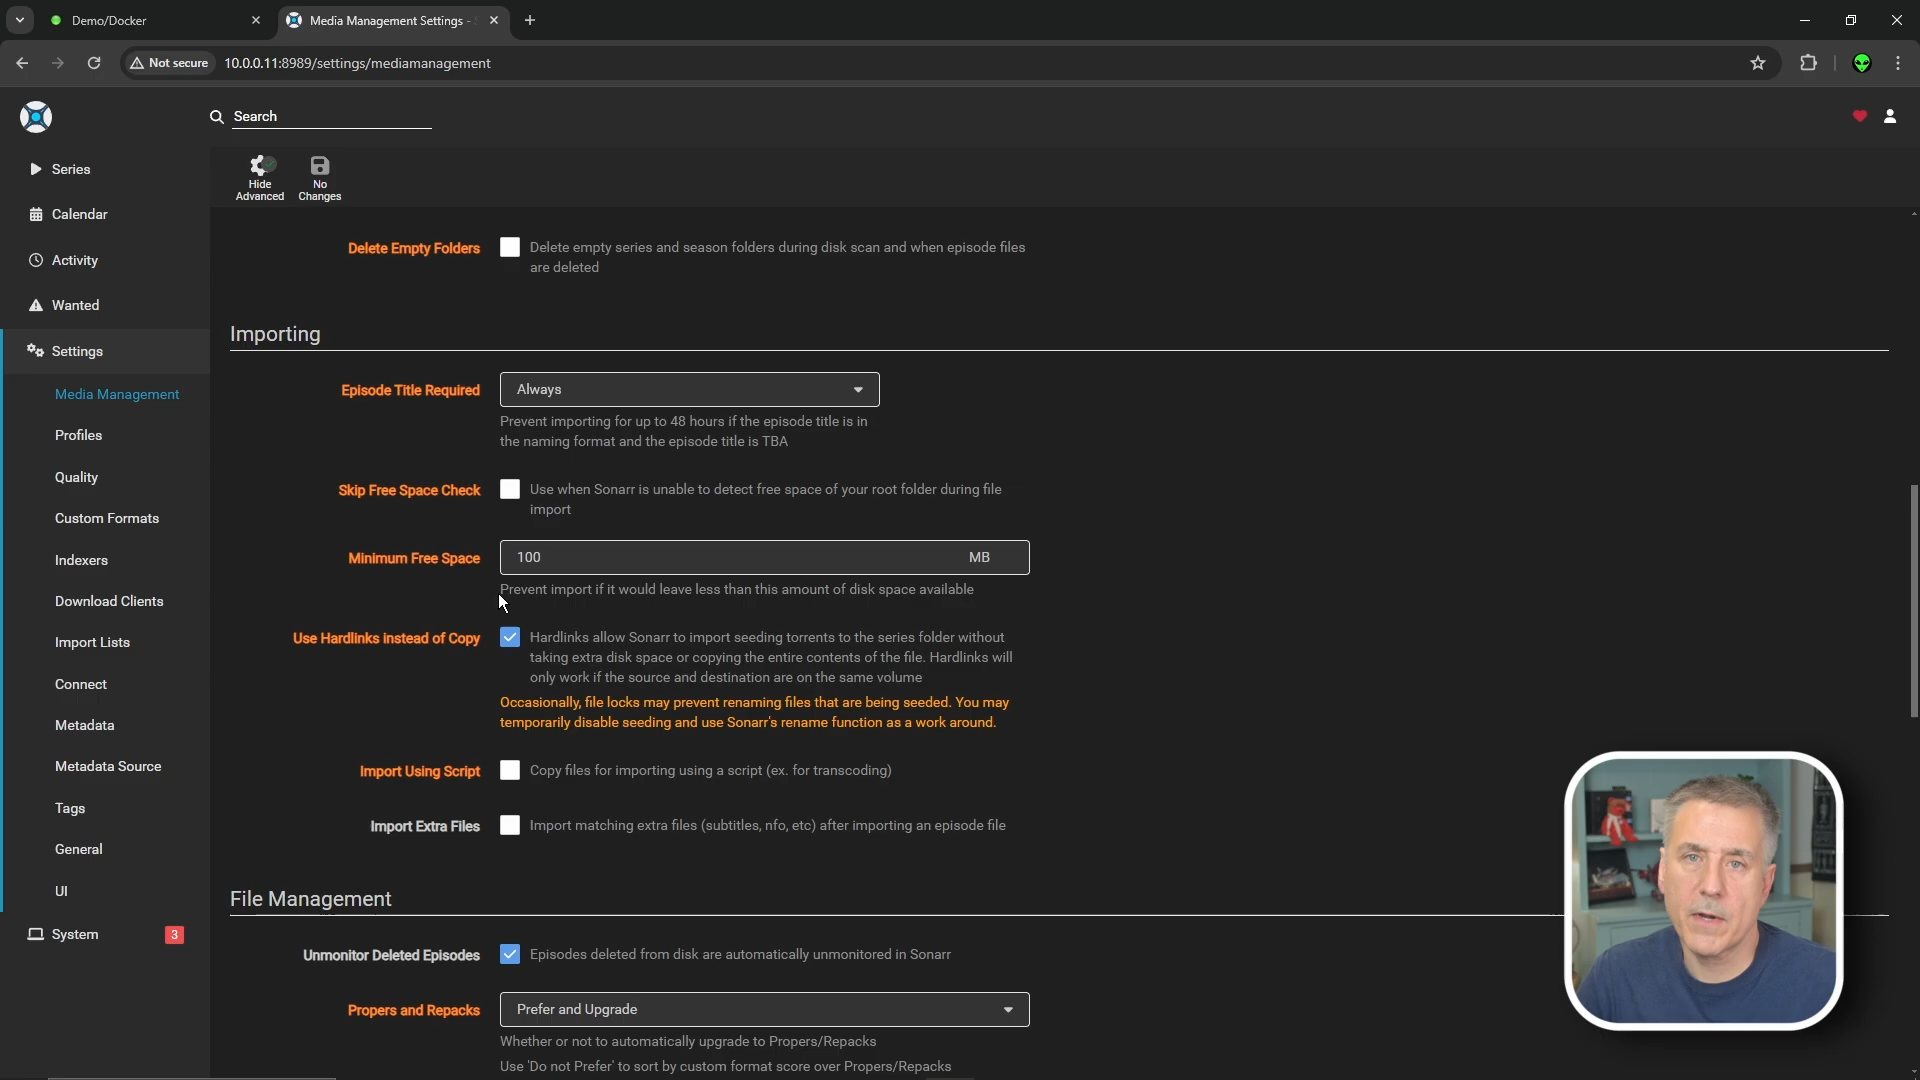 Demo/Docker
Media Management Settings -
Not secure
10.0.0.11:8989/settings/mediamanagement
Search
Series
Calendar
Activity
Wanted
Settings
Media Management
Profiles
Quality
Custom Formats
Indexers
Download Clients
Import Lists
Connect
Metadata
Metadata Source
Tags
General
UI
System
3
Hide
Advanced
No
Changes
Delete Empty Folders
Delete empty series and season folders during disk scan and when episode files
are deleted
Importing
Episode Title Required
Always
Prevent importing for up to 48 hours if the episode title is in
the naming format and the episode title is TBA
Skip Free Space Check
Use when Sonarr is unable to detect free space of your root folder during file
import
Minimum Free Space
100
MB
Prevent import if it would leave less than this amount of disk space available
Use Hardlinks instead of Copy
Hardlinks allow Sonarr to import seeding torrents to the series folder without
taking extra disk space or copying the entire contents of the file. Hardlinks will
only work if the source and destination are on the same volume
Occasionally, file locks may prevent renaming files that are being seeded. You may
temporarily disable seeding and use Sonarr's rename function as a work around.
Import Using Script
Copy files for importing using a script (ex. for transcoding)
Import Extra Files
Import matching extra files (subtitles, nfo, etc) after importing an episode file
File Management
Unmonitor Deleted Episodes
Episodes deleted from disk are automatically unmonitored in Sonarr
Propers and Repacks
Prefer and Upgrade
Whether or not to automatically upgrade to Propers/Repacks
Use 'Do not Prefer' to sort by custom format score over Propers/Repacks